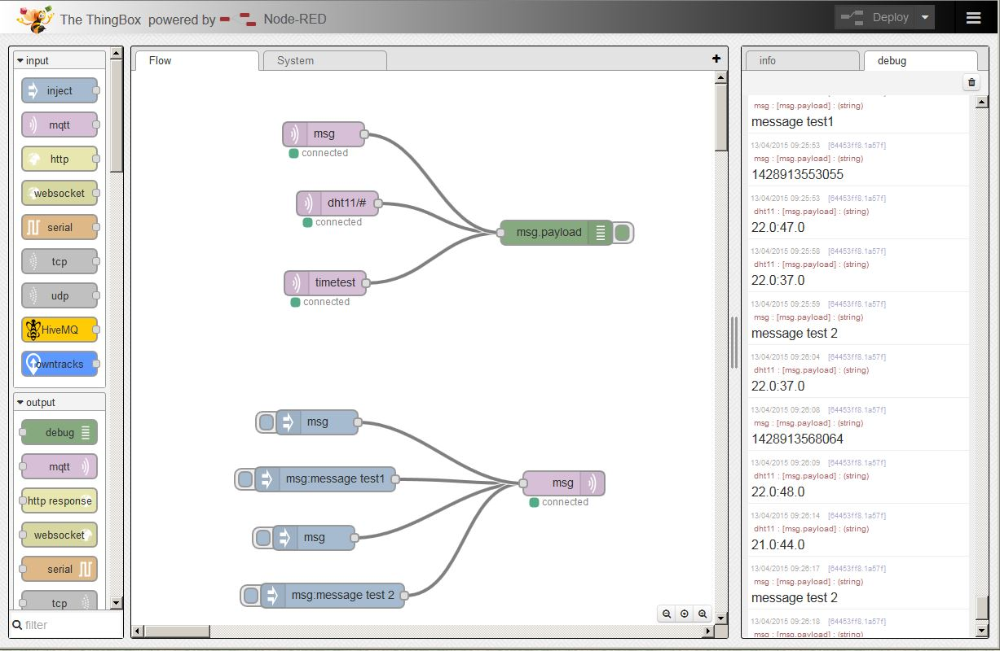 The ThingBox powered by Node-RED
Deploy
input
inject
mqtt
http
websocket
serial
tcp
udp
HiveMQ
owntracks
output
debug
mqtt
http response
websocket
serial
tcp
filter
Flow
System
+
msg
connected
dht11/#
connected
timetest
connected
msg.payload
msg
msg:message test1
msg
msg:message test 2
msg
connected
info
debug
msg : [msg.payload] : (string)
message test1
13/04/2015 09:25:53 [64453ff8.1a57f]
msg : [msg.payload] : (string)
1428913553055
13/04/2015 09:25:53 [64453ff8.1a57f]
dht11 : [msg.payload] : (string)
22.0:47.0
13/04/2015 09:25:58 [64453ff8.1a57f]
dht11 : [msg.payload] : (string)
22.0:37.0
13/04/2015 09:25:59 [64453ff8.1a57f]
msg : [msg.payload] : (string)
message test 2
13/04/2015 09:26:04 [64453ff8.1a57f]
dht11 : [msg.payload] : (string)
22.0:37.0
13/04/2015 09:26:08 [64453ff8.1a57f]
msg : [msg.payload] : (string)
1428913568064
13/04/2015 09:26:09 [64453ff8.1a57f]
dht11 : [msg.payload] : (string)
22.0:48.0
13/04/2015 09:26:14 [64453ff8.1a57f]
dht11 : [msg.payload] : (string)
21.0:44.0
13/04/2015 09:26:17 [64453ff8.1a57f]
msg : [msg.payload] : (string)
message test 2
13/04/2015 09:26:18 [64453ff8.1a57f]
msg : [msg.payload] : (string)